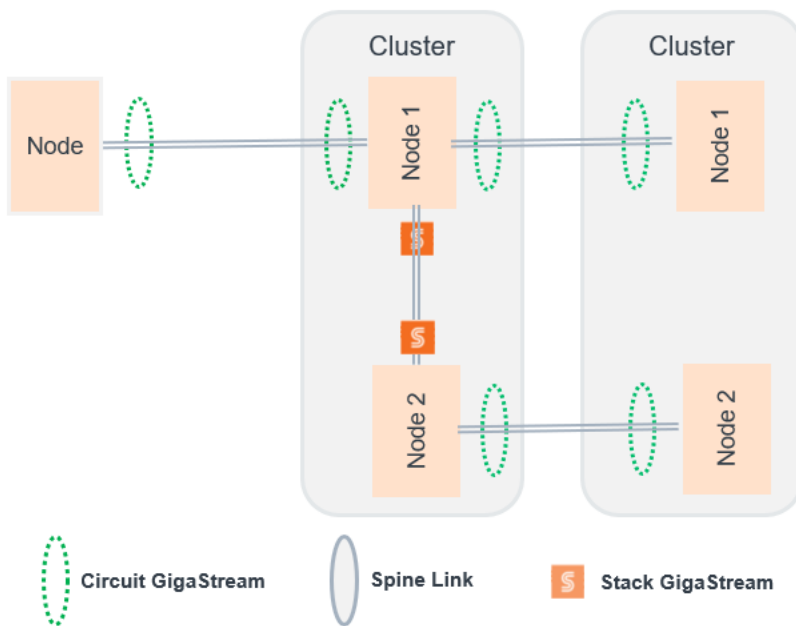 Cluster
Cluster
Node
Node 1
Node 1
S
S
Node 2
Node 2
Circuit GigaStream
Spine Link
S
Stack GigaStream